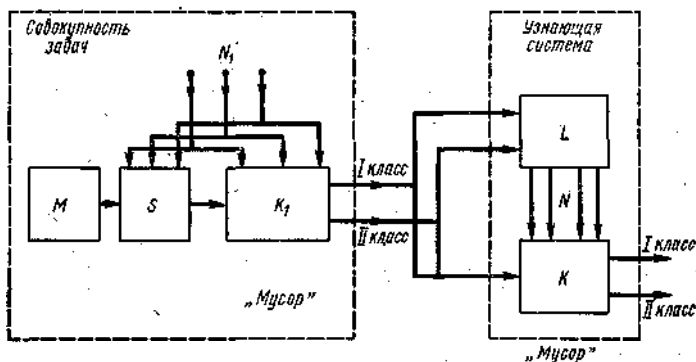 Совокупность
задач
N₁
M
S
K₁
I класс
II класс
„Мусор”
Узнающая
система
L
N
K
I класс
II класс
„Мусор”